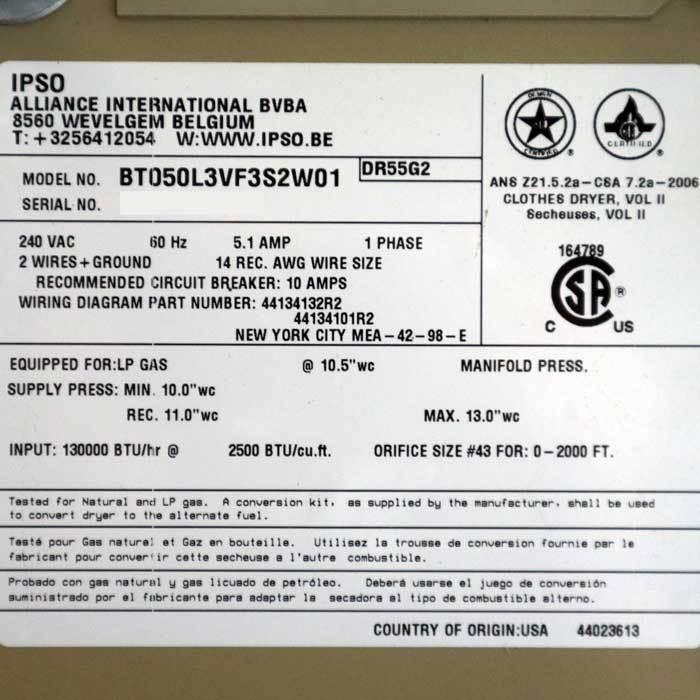 IPSO
ALLIANCE INTERNATIONAL BVBA
8560 WEVELGEM BELGIUM
T: +3256412054 W:WWW.IPSO.BE
MODEL NO. BT050L3VF3S2W01 DR55G2
SERIAL NO.
ANS Z21.5.2a-CSA 7.2a-2006
CLOTHES DRYER, VOL II
Secheuses, VOL II
240 VAC 60 Hz 5.1 AMP 1 PHASE
2 WIRES+GROUND 14 REC. AWG WIRE SIZE
RECOMMENDED CIRCUIT BREAKER: 10 AMPS
WIRING DIAGRAM PART NUMBER: 44134132R2
44134101R2
NEW YORK CITY MEA-42-98-E
164789
SA ®
C US
EQUIPPED FOR:LP GAS @ 10.5"wc MANIFOLD PRESS.
SUPPLY PRESS: MIN. 10.0"wc
REC. 11.0"wc MAX. 13.0"wc
INPUT: 130000 BTU/hr @ 2500 BTU/cu.ft. ORIFICE SIZE #43 FOR: 0-2000 FT.
Tested for Natural and LP gas. A conversion kit, as supplied by the manufacturer, shall be used
to convert dryer to the alternate fuel.
Testé pour Gas naturel et Gaz en bouteille. Utilisez la trousse de conversion fournie par le
fabricant pour convertir cette secheuse a l'autre combustible.
Probado con gas natural y gas licuado de petróleo. Deberá usarse el juego de conversión
suministrado por el fabricante para adaptar la secadora al tipo de combustible alterno.
COUNTRY OF ORIGIN:USA 44023613